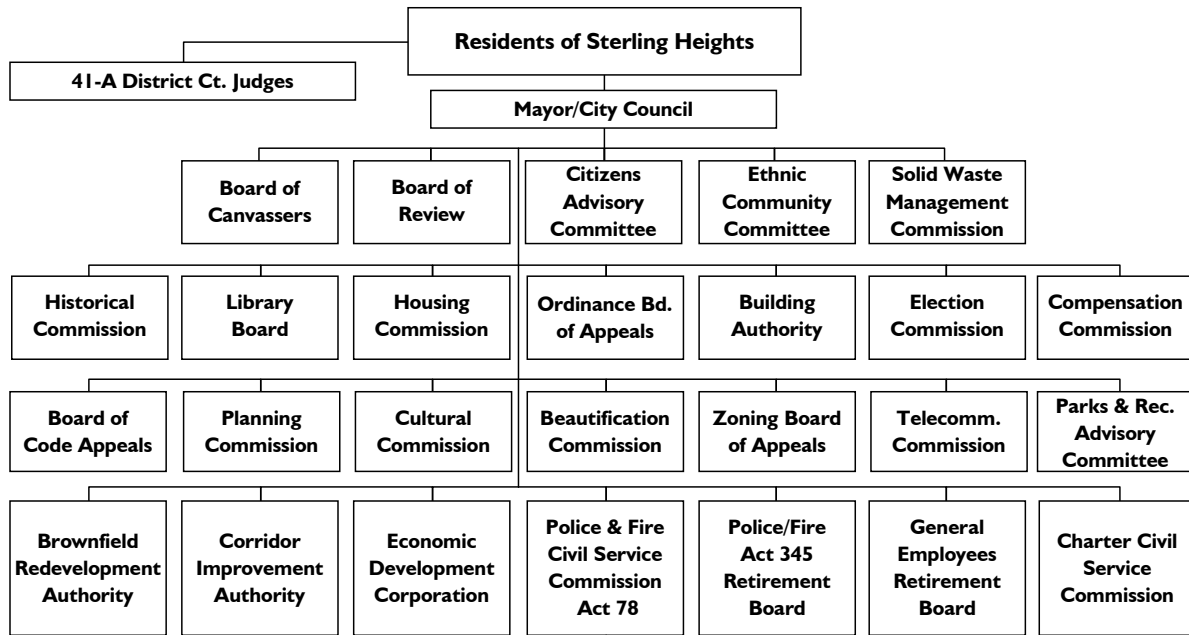 Residents of Sterling Heights
41-A District Ct. Judges
Mayor/City Council
Board of
Canvassers
Board of
Review
Citizens
Advisory
Committee
Ethnic
Community
Committee
Solid Waste
Management
Commission
Historical
Commission
Library
Board
Housing
Commission
Ordinance Bd.
of Appeals
Building
Authority
Election
Commission
Compensation
Commission
Board of
Code Appeals
Planning
Commission
Cultural
Commission
Beautification
Commission
Zoning Board
of Appeals
Telecomm.
Commission
Parks & Rec.
Advisory
Committee
Brownfield
Redevelopment
Authority
Corridor
Improvement
Authority
Economic
Development
Corporation
Police & Fire
Civil Service
Commission
Act 78
Police/Fire
Act 345
Retirement
Board
General
Employees
Retirement
Board
Charter Civil
Service
Commission